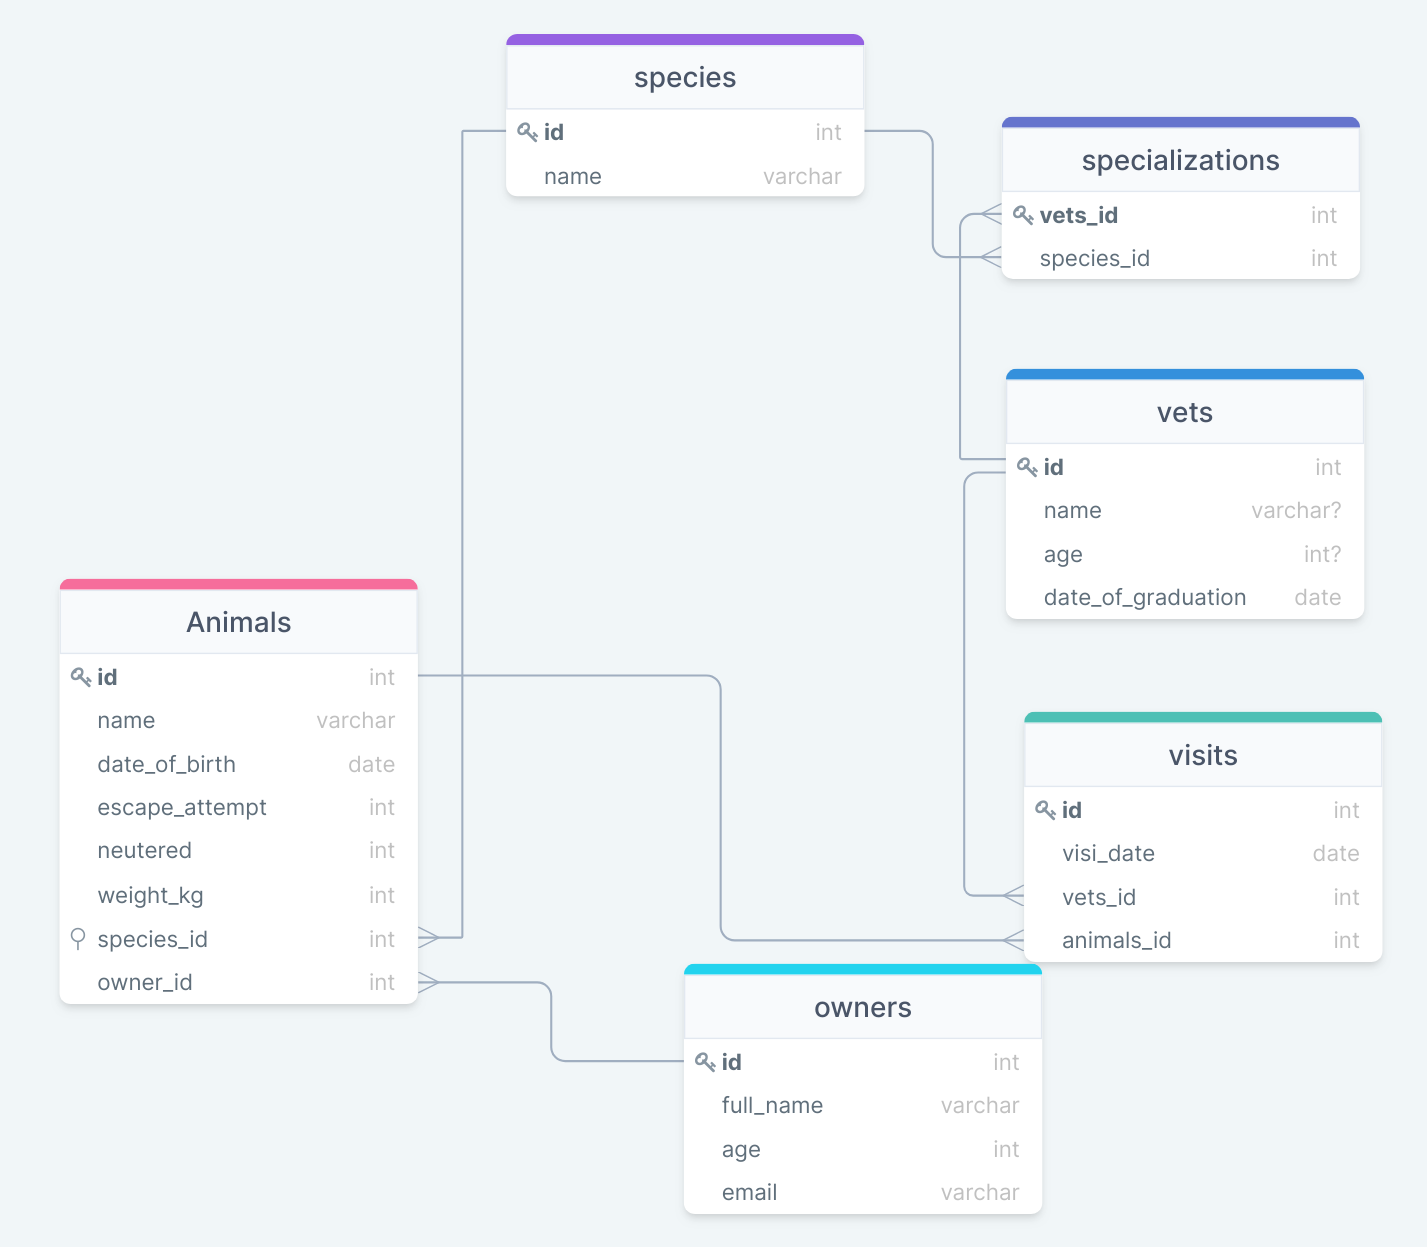 species
id int
name varchar
specializations
vets_id int
species_id int
vets
id int
name varchar?
age int?
date_of_graduation date
Animals
id int
name varchar
date_of_birth date
escape_attempt int
neutered int
weight_kg int
species_id int
owner_id int
visits
id int
visi_date date
vets_id int
animals_id int
owners
id int
full_name varchar
age int
email varchar